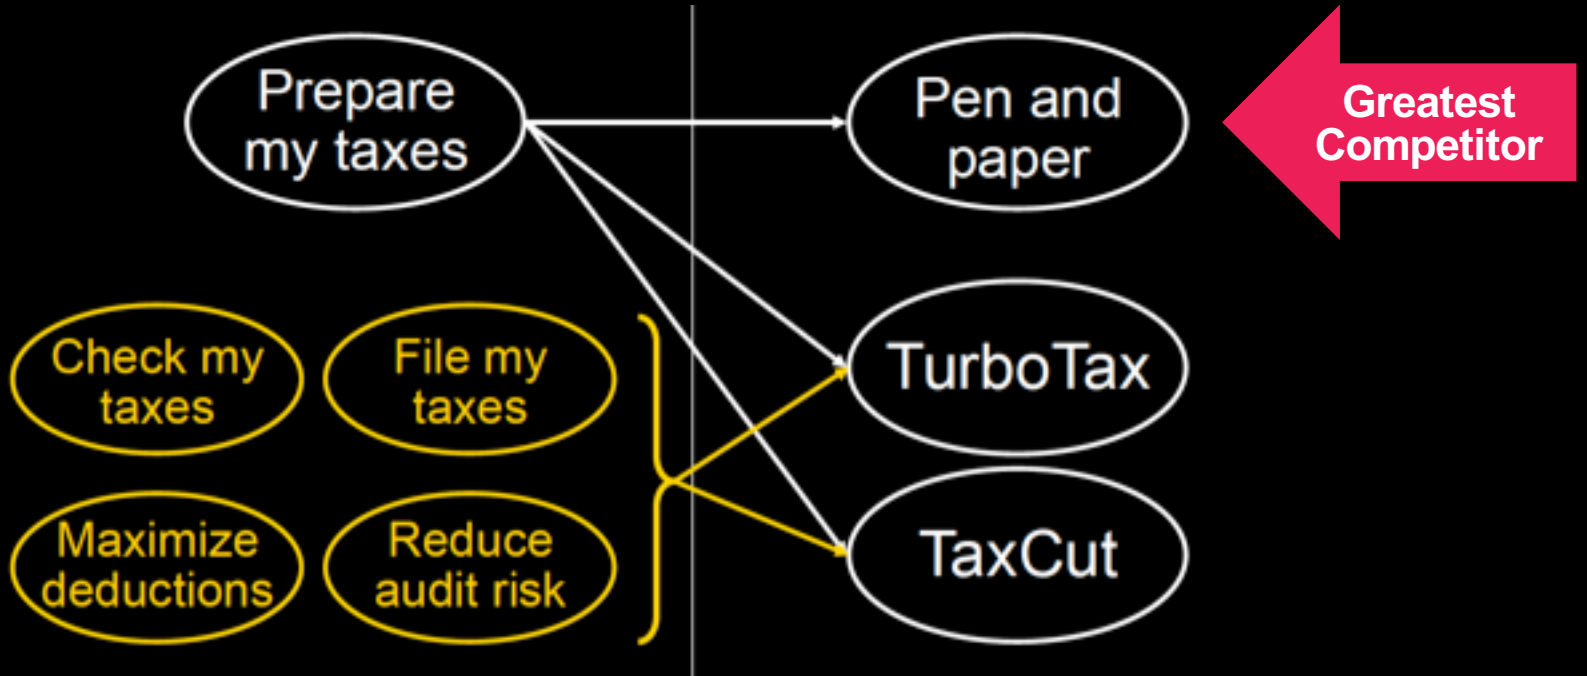 Prepare
my taxes
Pen and
paper
Greatest
Competitor
Check my
taxes
File my
taxes
TurboTax
Maximize
deductions
Reduce
audit risk
TaxCut